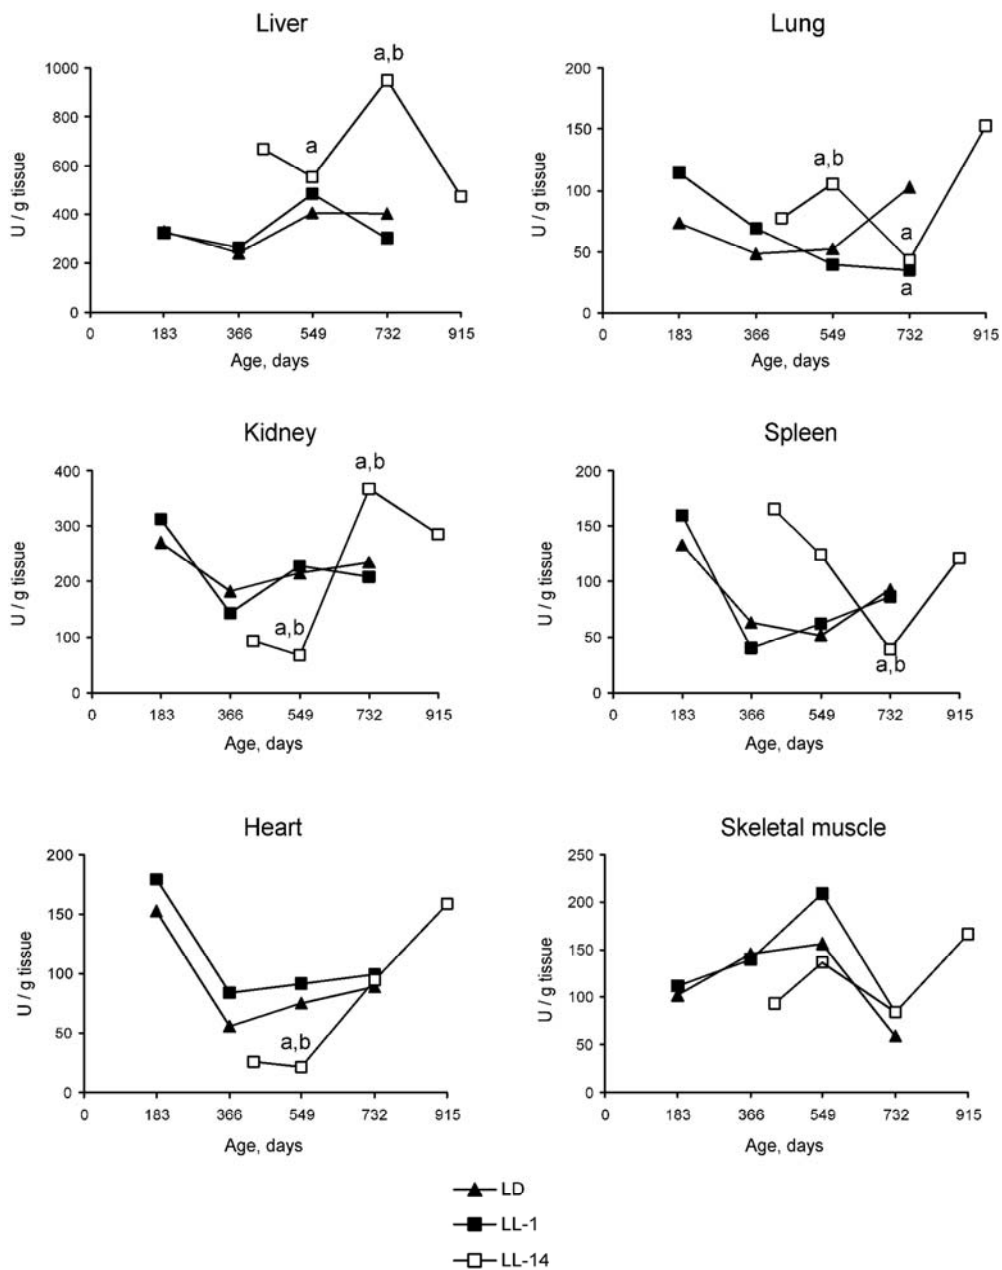 Liver
a,b
1000
800
a
600
400
200
0
U / g tissue
0 183 366 549 732 915
Age, days
Lung
200
150
a,b
100
a
50
a
0
U / g tissue
0 183 366 549 732 915
Age, days
Kidney
a,b
400
300
200
100
a,b
0
U / g tissue
0 183 366 549 732 915
Age, days
Spleen
200
150
100
50
a,b
0
U / g tissue
0 183 366 549 732 915
Age, days
Heart
200
150
100
50
a,b
0
U / g tissue
0 183 366 549 732 915
Age, days
Skeletal muscle
250
200
150
100
50
0
U / g tissue
0 183 366 549 732 915
Age, days
LD
LL-1
LL-14